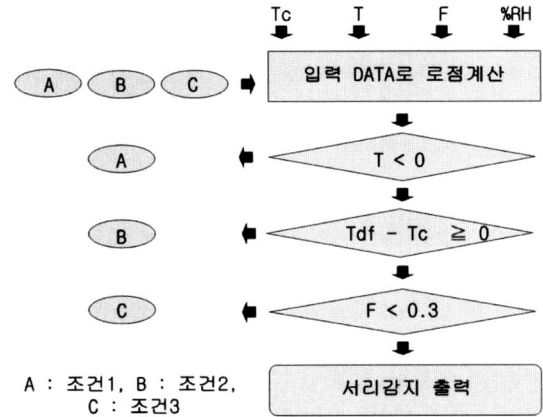 Tc T F %RH
A B C 입력 DATA로 로점계산
A T < 0
B Tdf - Tc ≧ 0
C F < 0.3
서리감지 출력
A : 조건1, B : 조건2,
C : 조건3